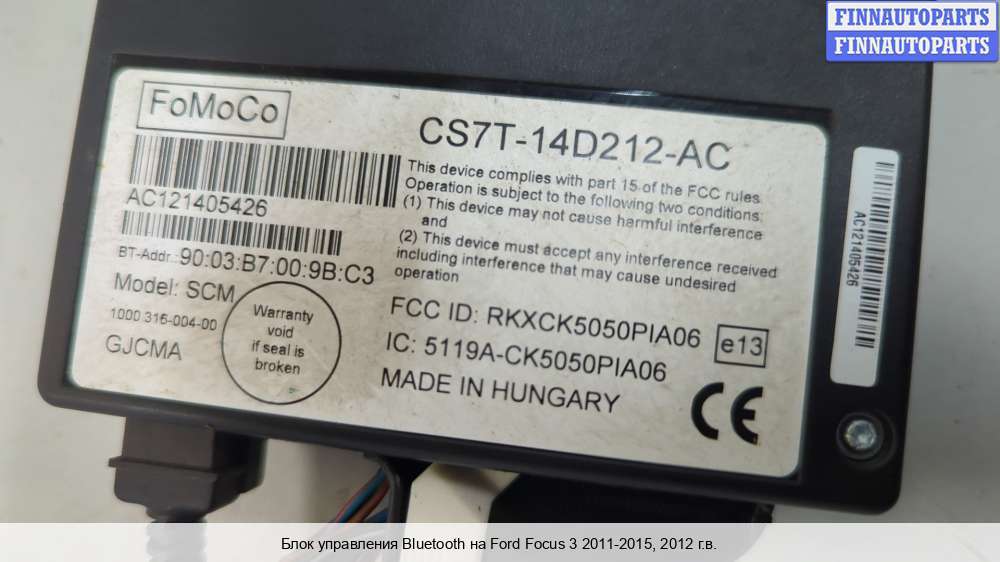 FINNAUTOPARTS
FINNAUTOPARTS
FoMoCo
CS7T-14D212-AC
AC121405426
BT-Addr.: 90:03:B7:00:9B:C3
Model: SCM
1000 316-004-00
GJCMA
Warranty
void
if seal is
broken
This device complies with part 15 of the FCC rules
Operation is subject to the following two conditions:
(1) This device may not cause harmful interference
and
(2) This device must accept any interference received
including interference that may cause undesired
operation
FCC ID: RKXCK5050PIA06
e13
IC: 5119A-CK5050PIA06
MADE IN HUNGARY
CE
AC121405426
Блок управления Bluetooth на Ford Focus 3 2011-2015, 2012 г.в.